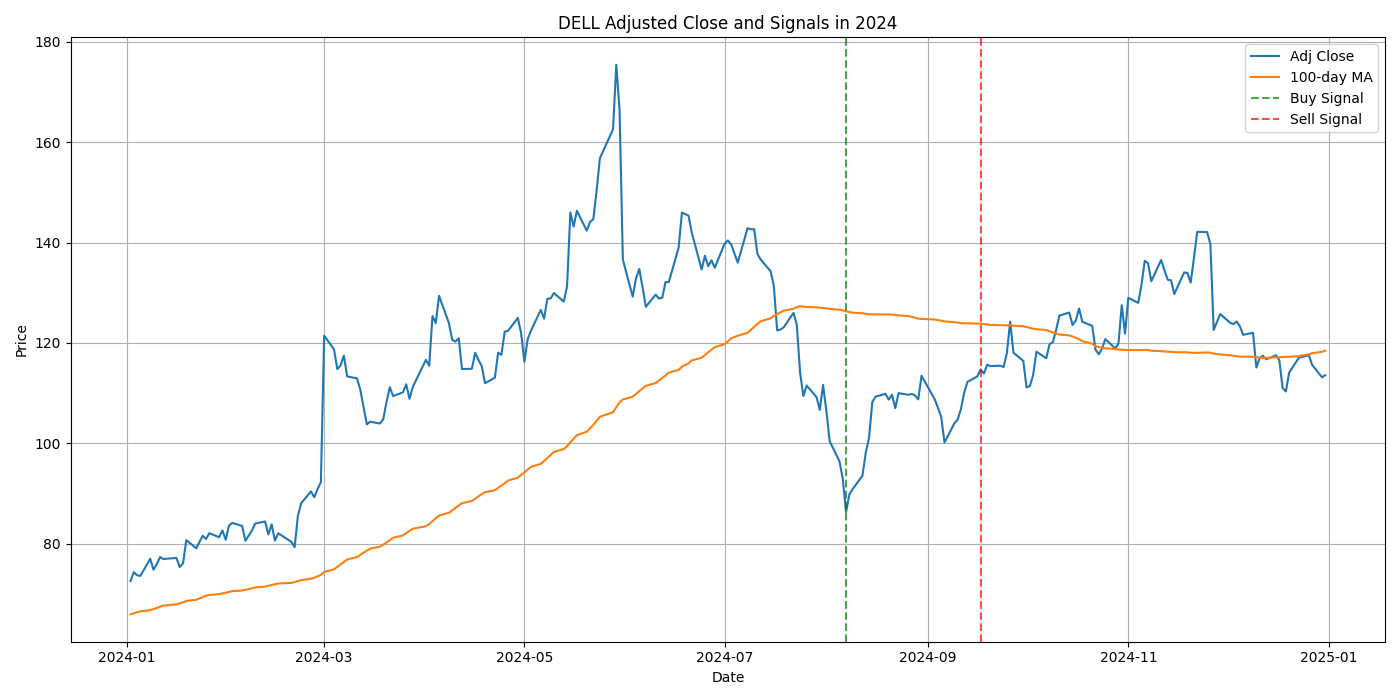 DELL Adjusted Close and Signals in 2024
Adj Close
100-day MA
Buy Signal
Sell Signal
Price
180
160
140
120
100
80
2024-01
2024-03
2024-05
2024-07
2024-09
2024-11
2025-01
Date